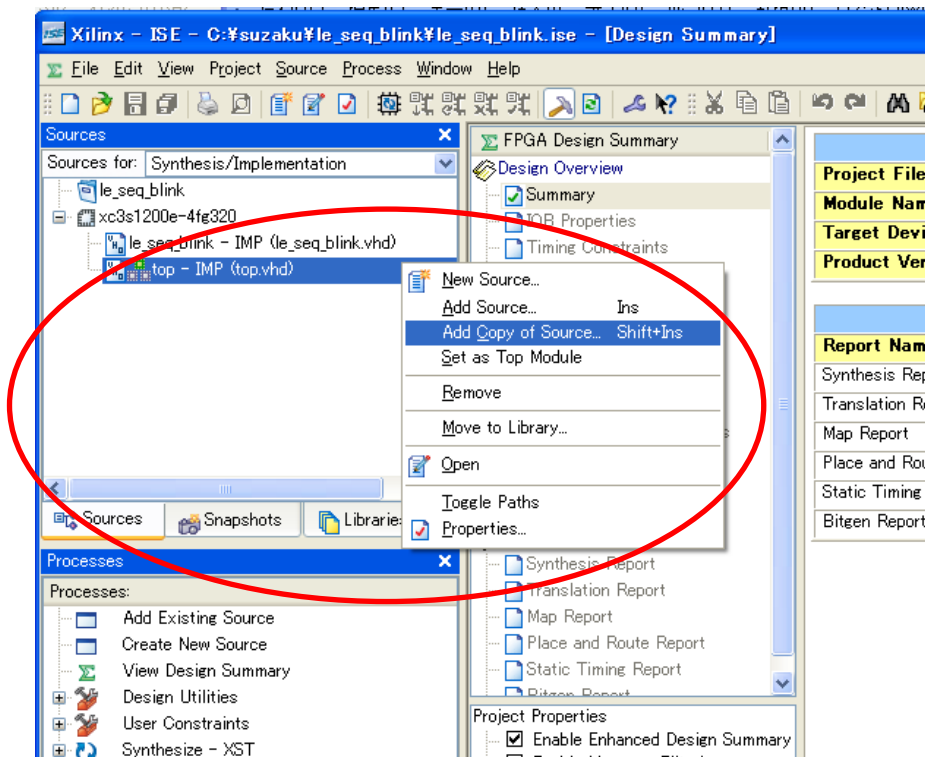 Xilinx - ISE - C:¥suzaku¥le_seq_blink¥le_seq_blink.ise - [Design Summary]
File Edit View Project Source Process Window Help
Sources
Sources for: Synthesis/Implementation
le_seq_blink
xc3s1200e-4fg320
le_seq_blink - IMP (le_seq_blink.vhd)
top - IMP (top.vhd)
Sources Snapshots Libraries
New Source...
Add Source... Ins
Add Copy of Source... Shift+Ins
Set as Top Module
Remove
Move to Library...
Open
Toggle Paths
Properties...
Processes
Processes:
Add Existing Source
Create New Source
View Design Summary
Design Utilities
User Constraints
Synthesize - XST
FPGA Design Summary
Design Overview
Summary
IOB Properties
Timing Constraints
Synthesis Report
Translation Report
Map Report
Place and Route Report
Static Timing Report
Bitgen Report
Project Properties
Enable Enhanced Design Summary
Project File
Module Nam
Target Devi
Product Ver
Report Nam
Synthesis Rep
Translation R
Map Report
Place and Rou
Static Timing
Bitgen Report